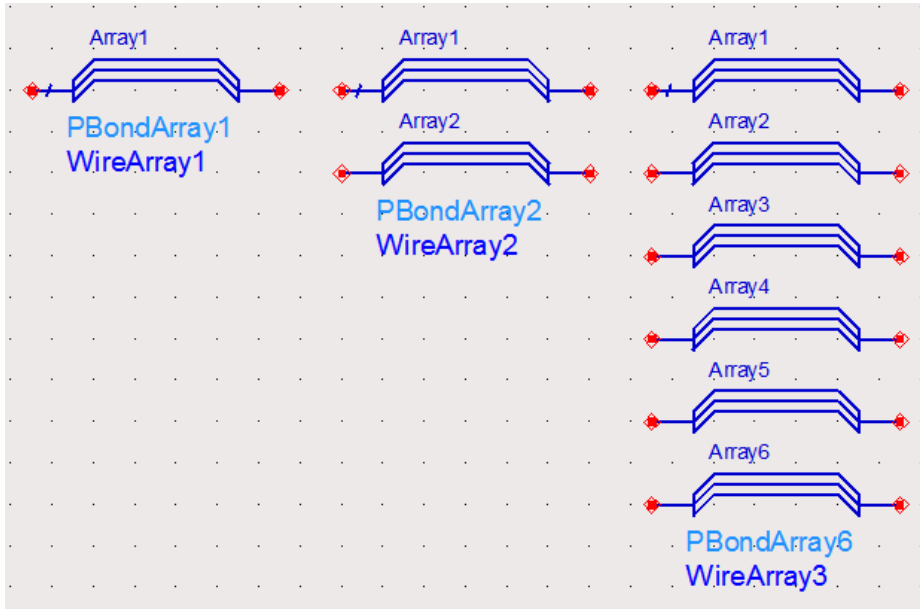 Array1
PBondArray1
WireArray1
Array1
Array2
PBondArray2
WireArray2
Array1
Array2
Array3
Array4
Array5
Array6
PBondArray6
WireArray3